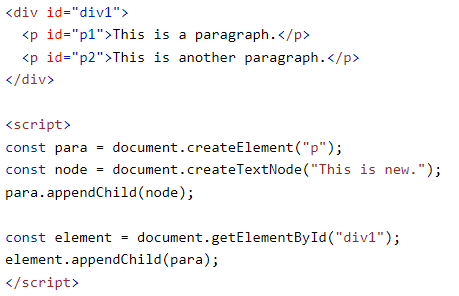 <div id="div1">
  <p id="p1">This is a paragraph.</p>
  <p id="p2">This is another paragraph.</p>
</div>

<script>
const para = document.createElement("p");
const node = document.createTextNode("This is new.");
para.appendChild(node);

const element = document.getElementById("div1");
element.appendChild(para);
</script>